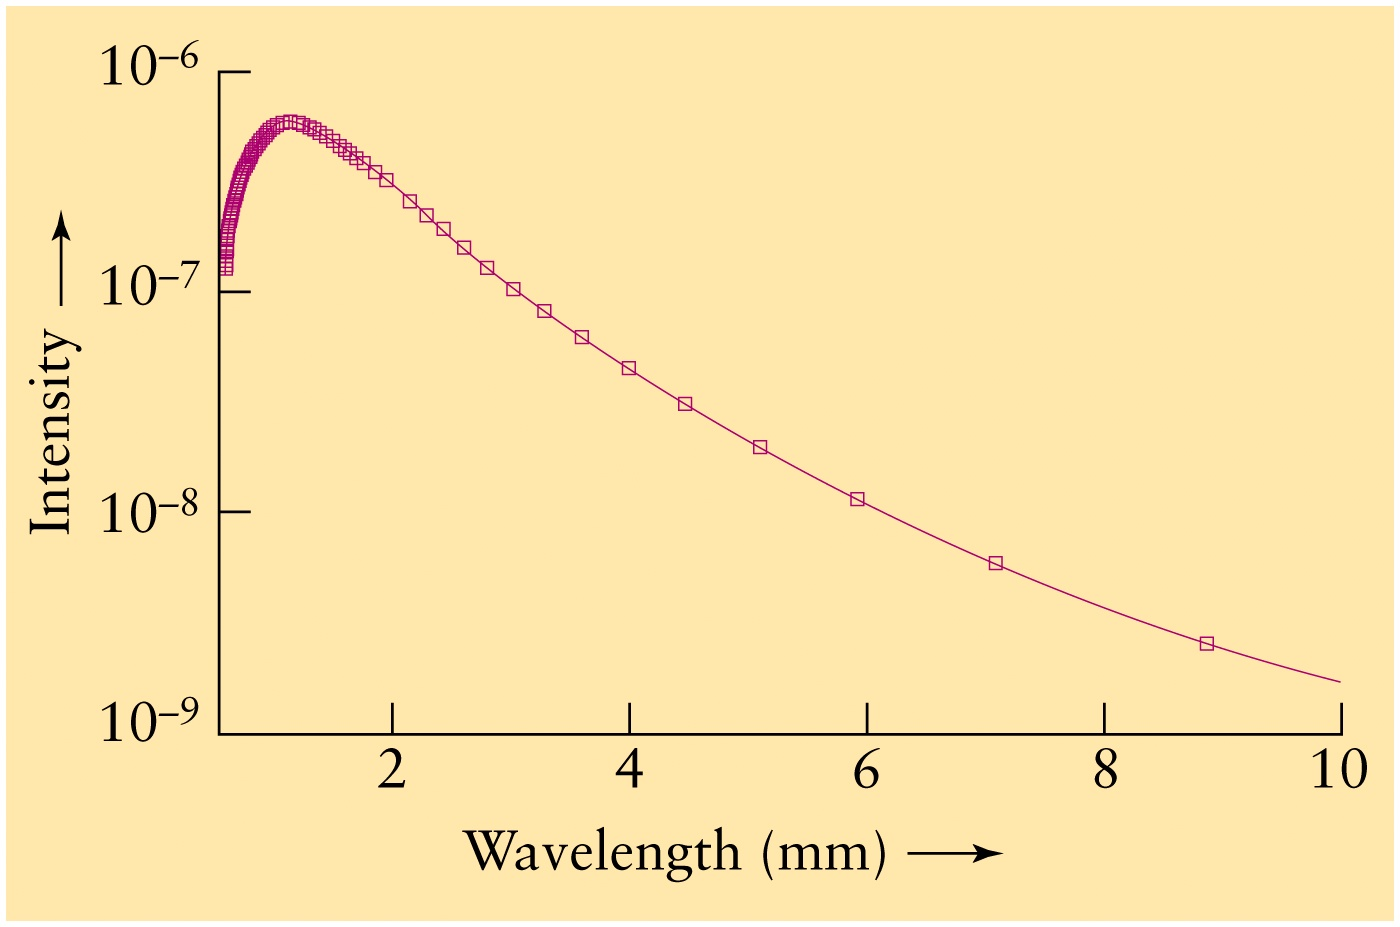 10⁻⁶
10⁻⁷
10⁻⁸
10⁻⁹
Intensity →
2 4 6 8 10
Wavelength (mm) →